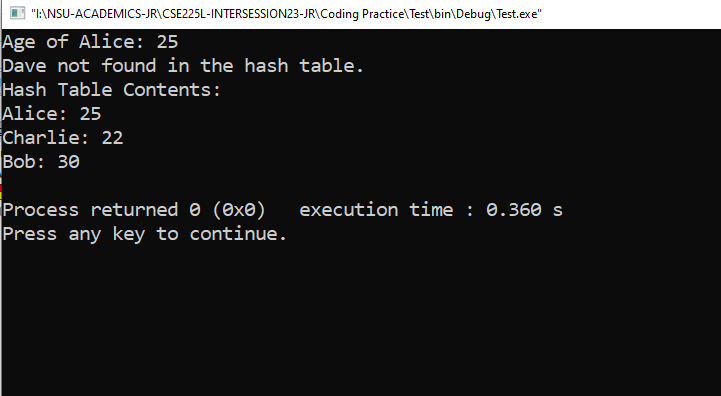 "I:\NSU-ACADEMICS-JR\CSE225L-INTERSESSION23-JR\Coding Practice\Test\bin\Debug\Test.exe"
Age of Alice: 25
Dave not found in the hash table.
Hash Table Contents:
Alice: 25
Charlie: 22
Bob: 30
Process returned 0 (0x0)   execution time : 0.360 s
Press any key to continue.